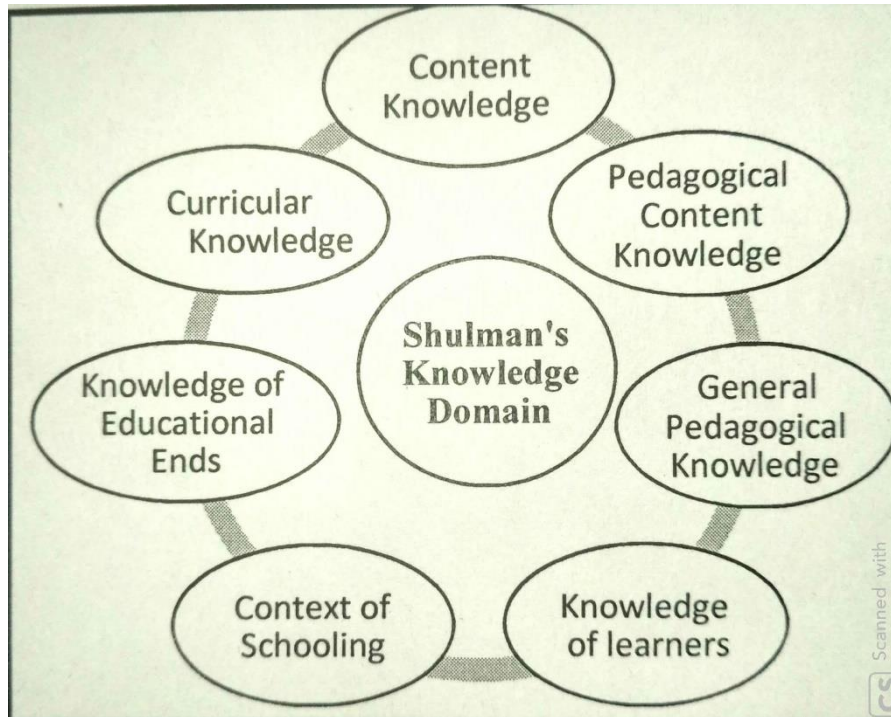 Content
Knowledge
Pedagogical
Content
Knowledge
General
Pedagogical
Knowledge
Knowledge
of learners
Context of
Schooling
Knowledge of
Educational
Ends
Curricular
Knowledge
Shulman's
Knowledge
Domain
CS Scanned with